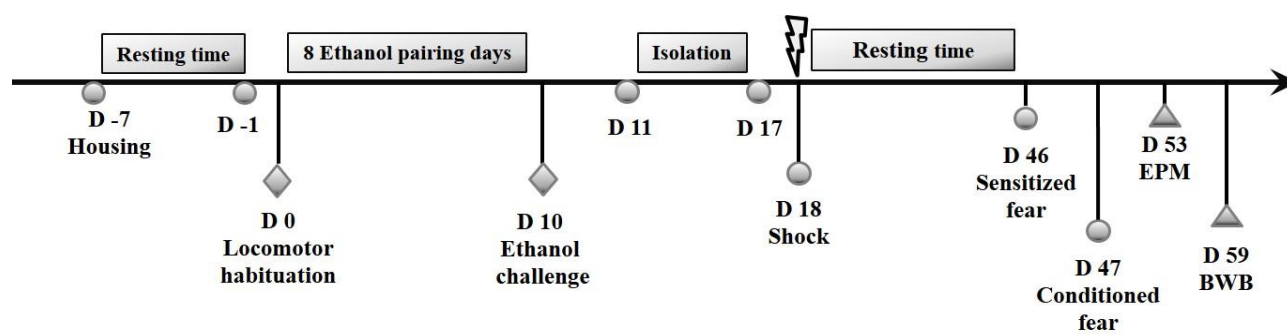 Resting time
8 Ethanol pairing days
Isolation
Resting time
D -7
Housing
D -1
D 0
Locomotor
habituation
D 10
Ethanol
challenge
D 11
D 17
D 18
Shock
D 46
Sensitized
fear
D 47
Conditioned
fear
D 53
EPM
D 59
BWB